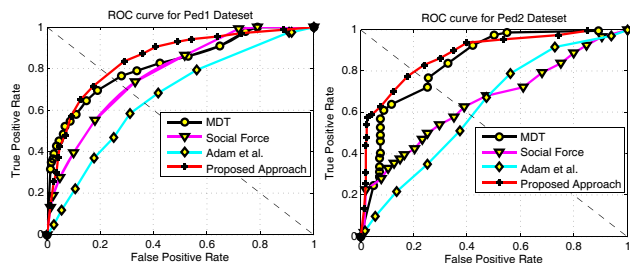 ROC curve for Ped1 Dateset
True Positive Rate
1
0.8
0.6
0.4
0.2
0
0
0.2
0.4
0.6
0.8
1
False Positive Rate
MDT
Social Force
Adam et al.
Proposed Approach
ROC curve for Ped2 Dateset
True Positive Rate
1
0.8
0.6
0.4
0.2
0
0
0.2
0.4
0.6
0.8
1
False Positive Rate
MDT
Social Force
Adam et al.
Proposed Approach